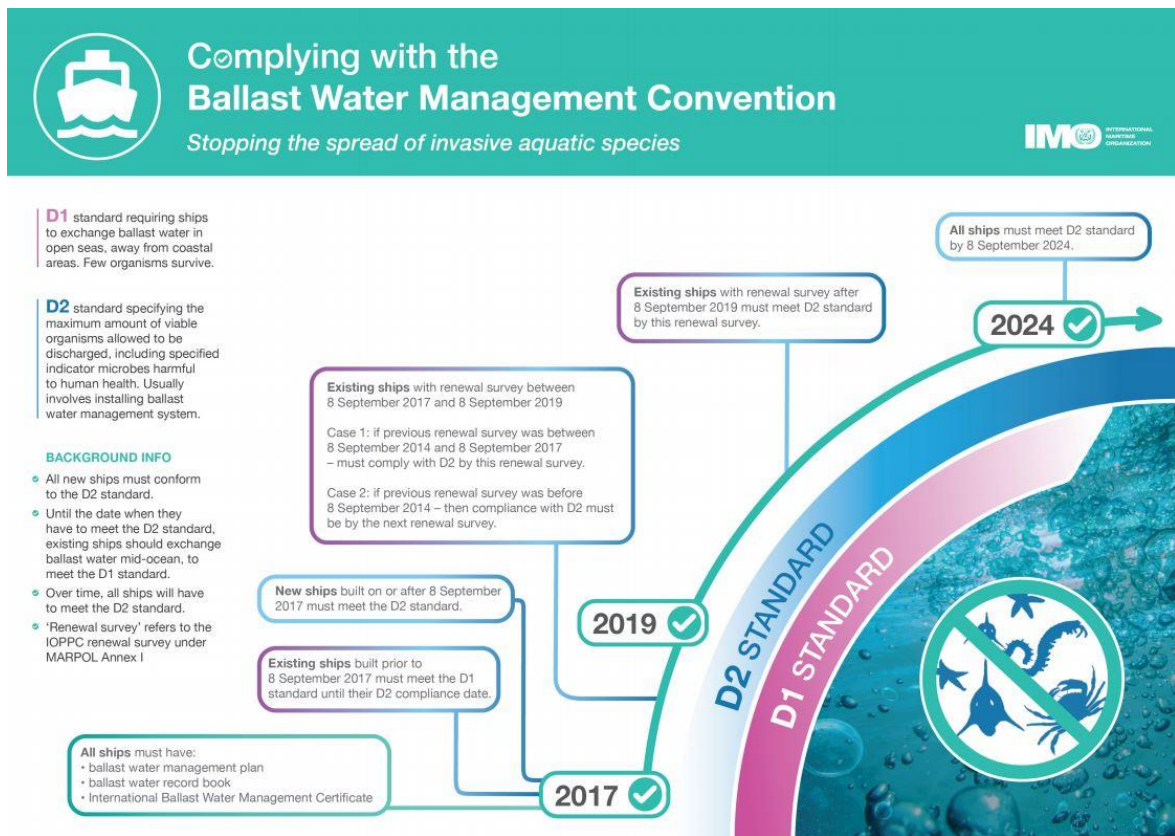 Complying with the
Ballast Water Management Convention
Stopping the spread of invasive aquatic species
IMO
INTERNATIONAL
MARITIME
ORGANIZATION
D1 standard requiring ships
to exchange ballast water in
open seas, away from coastal
areas. Few organisms survive.
D2 standard specifying the
maximum amount of viable
organisms allowed to be
discharged, including specified
indicator microbes harmful
to human health. Usually
involves installing ballast
water management system.
BACKGROUND INFO
All new ships must conform
to the D2 standard.
Until the date when they
have to meet the D2 standard,
existing ships should exchange
ballast water mid-ocean, to
meet the D1 standard.
Over time, all ships will have
to meet the D2 standard.
‘Renewal survey’ refers to the
IOPPC renewal survey under
MARPOL Annex I
All ships must meet D2 standard
by 8 September 2024.
2024
Existing ships with renewal survey after
8 September 2019 must meet D2 standard
by this renewal survey.
Existing ships with renewal survey between
8 September 2017 and 8 September 2019
Case 1: if previous renewal survey was between
8 September 2014 and 8 September 2017
– must comply with D2 by this renewal survey.
Case 2: if previous renewal survey was before
8 September 2014 – then compliance with D2 must
be by the next renewal survey.
New ships built on or after 8 September
2017 must meet the D2 standard.
2019
Existing ships built prior to
8 September 2017 must meet the D1
standard until their D2 compliance date.
All ships must have:
• ballast water management plan
• ballast water record book
• International Ballast Water Management Certificate
2017
D2 STANDARD
D1 STANDARD